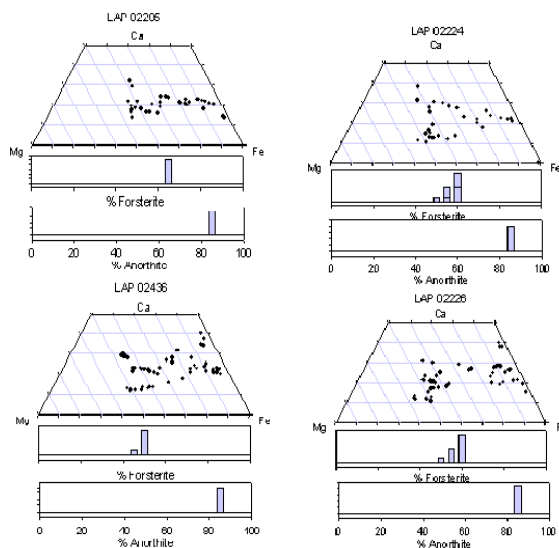 LAP 02205
Ca
Mg
Fe
% Forsterite
0 20 40 60 80 100
% Anorthite
LAP 02224
Ca
Mg
Fe
% Forsterite
0 20 40 60 80 100
% Anorthite
LAP 02436
Ca
Mg
Fe
% Forsterite
0 20 40 60 80 100
% Anorthite
LAP 02226
Ca
Mg
F
% Forsterite
0 20 40 60 80 100
% Anorthite